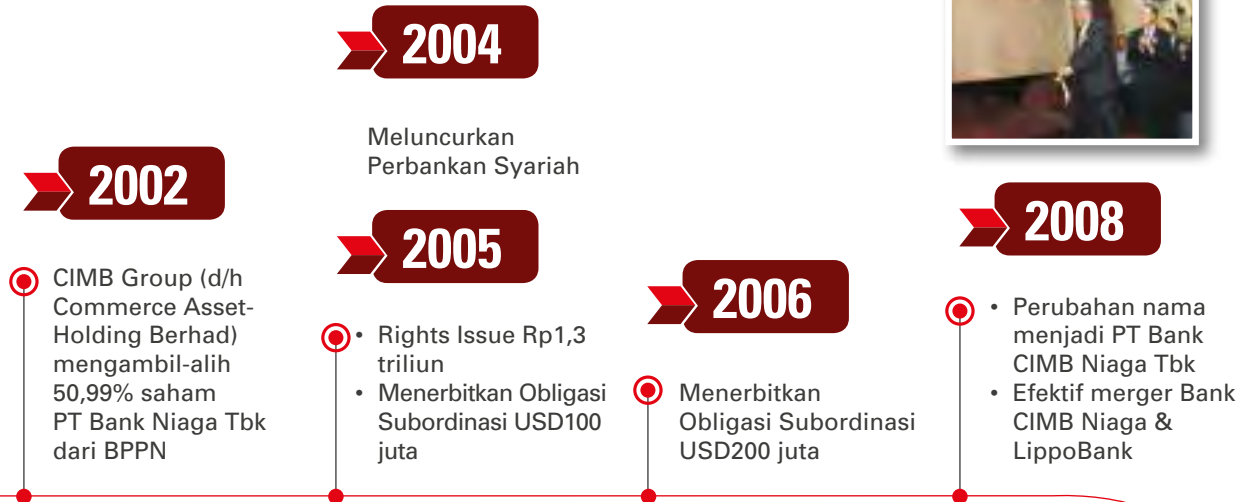 2002
CIMB Group (d/h
Commerce Asset-
Holding Berhad)
mengambil-alih
50,99% saham
PT Bank Niaga Tbk
dari BPPN
2004
Meluncurkan
Perbankan Syariah
2005
• Rights Issue Rp1,3
triliun
• Menerbitkan Obligasi
Subordinasi USD100
juta
2006
Menerbitkan
Obligasi Subordinasi
USD200 juta
2008
• Perubahan nama
menjadi PT Bank
CIMB Niaga Tbk
• Efektif merger Bank
CIMB Niaga &
LippoBank